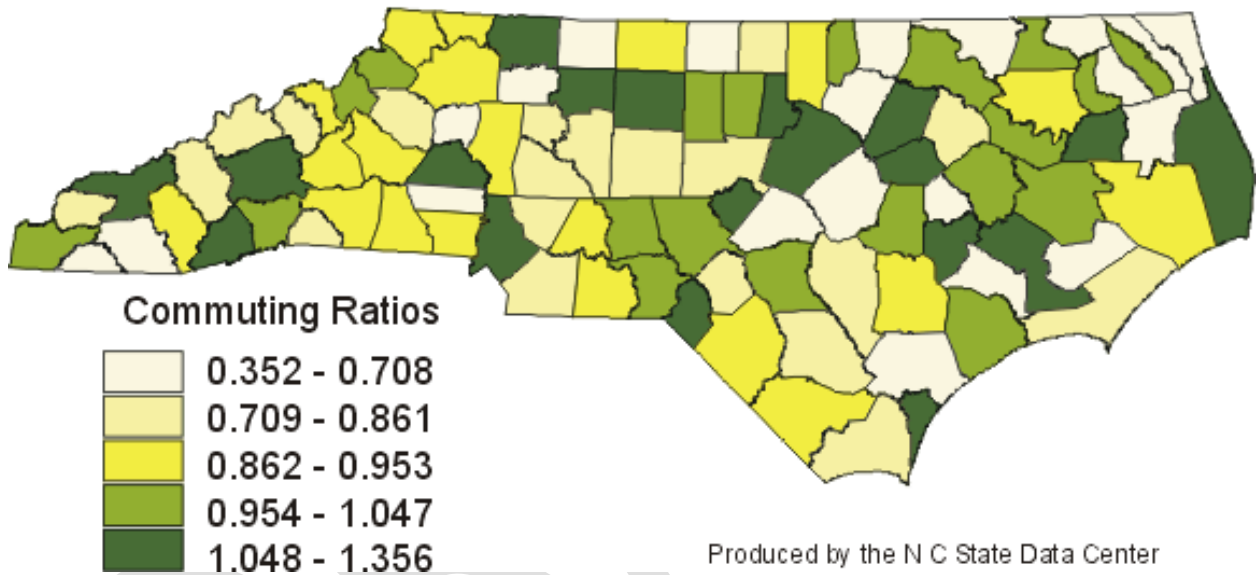 Commuting Ratios
0.352 - 0.708
0.709 - 0.861
0.862 - 0.953
0.954 - 1.047
1.048 - 1.356
Produced by the N C State Data Center